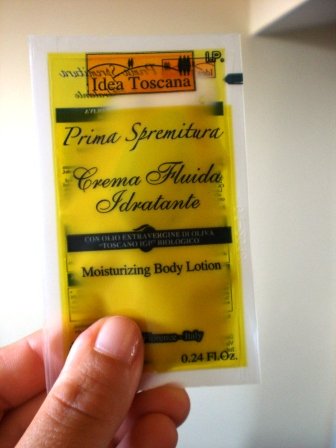 I.P.
Idea Toscana
Prima Spremitura
Crema Fluida
Idratante
CON OLIO EXTRAVERGINE DI OLIVA
"TOSCANO IGP" BIOLOGICO
Moisturizing Body Lotion
- Italy
0.24 Fl.Oz.